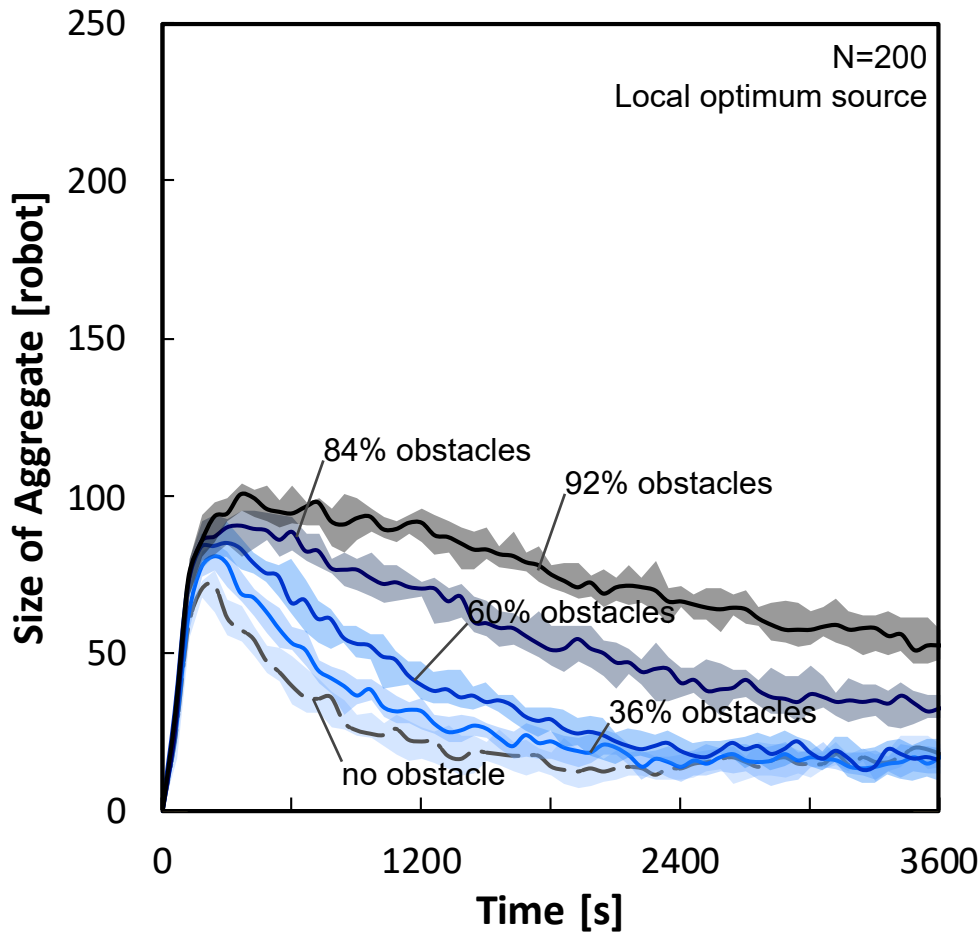 250
N=200
Local optimum source
200
150
84% obstacles
92% obstacles
100
60% obstacles
50
36% obstacles
no obstacle
0
0 1200 2400 3600
Time [s]
Size of Aggregate [robot]